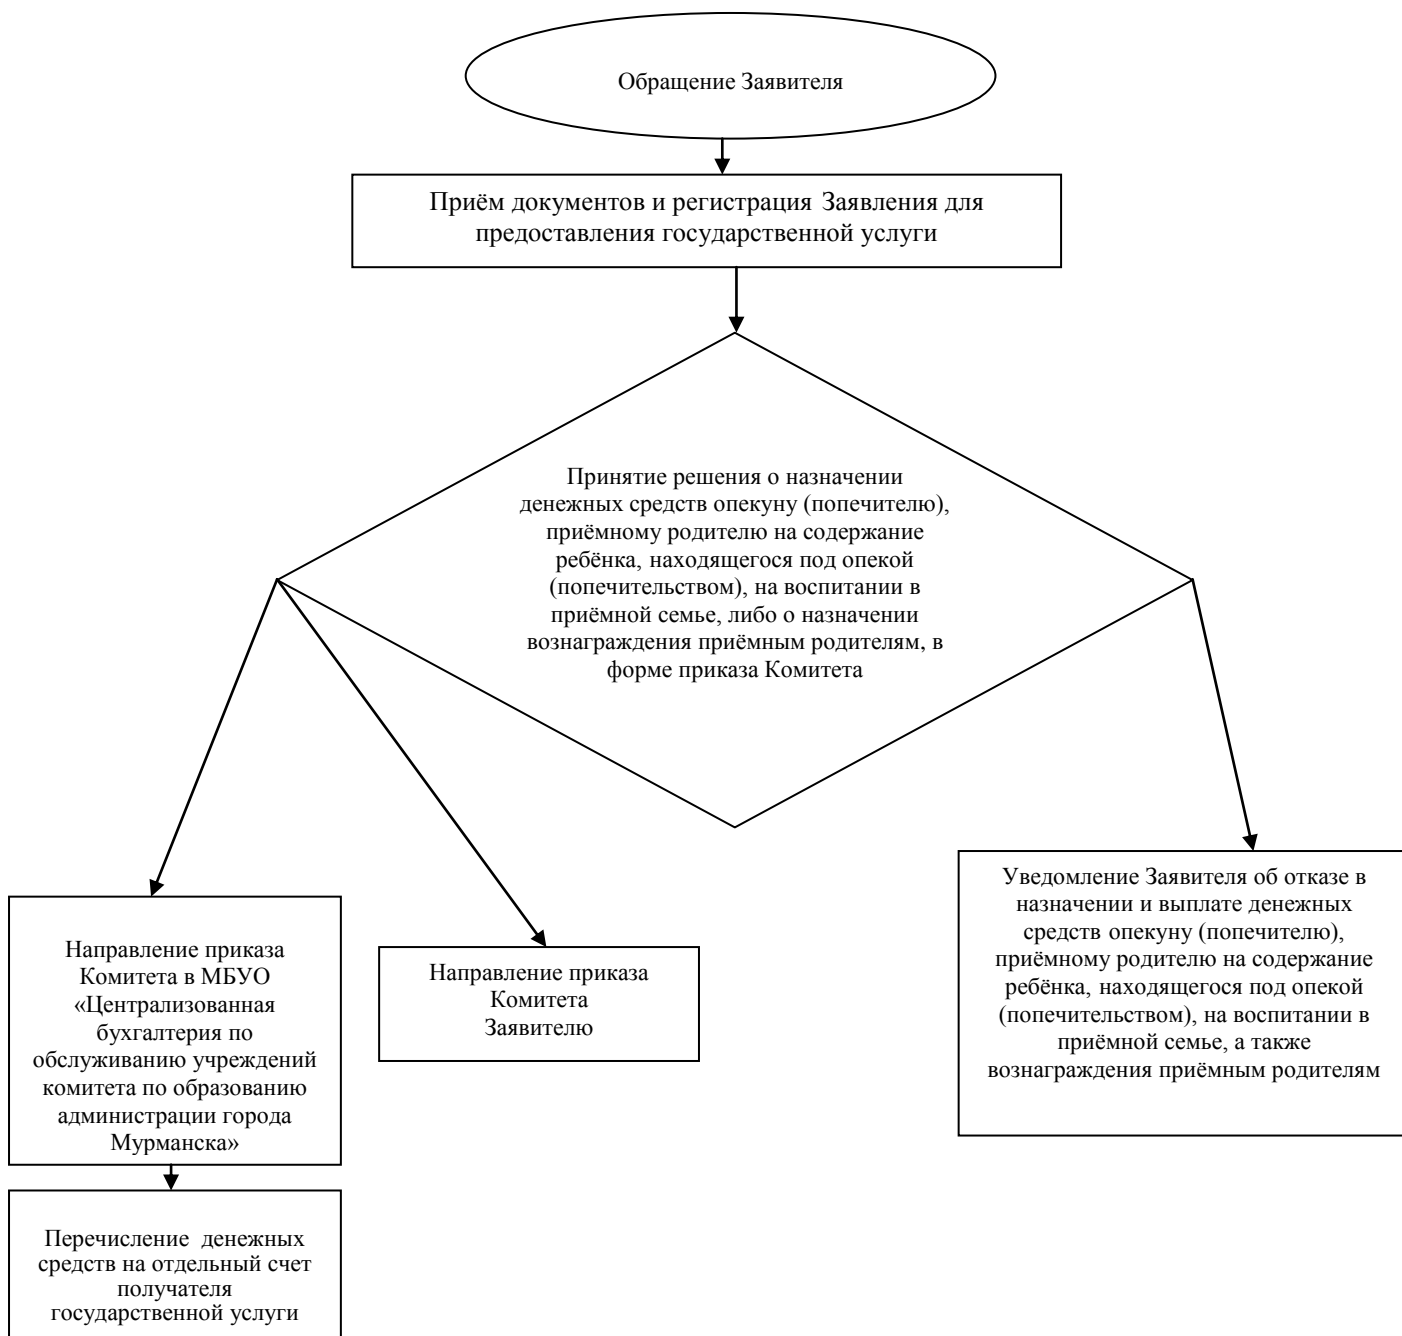 Обращение Заявителя
Приём документов и регистрация Заявления для
предоставления государственной услуги
Принятие решения о назначении
денежных средств опекуну (попечителю),
приёмному родителю на содержание
ребёнка, находящегося под опекой
(попечительством), на воспитании в
приёмной семье, либо о назначении
вознаграждения приёмным родителям, в
форме приказа Комитета
Направление приказа
Комитета в МБУО
«Централизованная
бухгалтерия по
обслуживанию учреждений
комитета по образованию
администрации города
Мурманска»
Направление приказа
Комитета
Заявителю
Уведомление Заявителя об отказе в
назначении и выплате денежных
средств опекуну (попечителю),
приёмному родителю на содержание
ребёнка, находящегося под опекой
(попечительством), на воспитании в
приёмной семье, а также
вознаграждения приёмным родителям
Перечисление денежных
средств на отдельный счет
получателя
государственной услуги